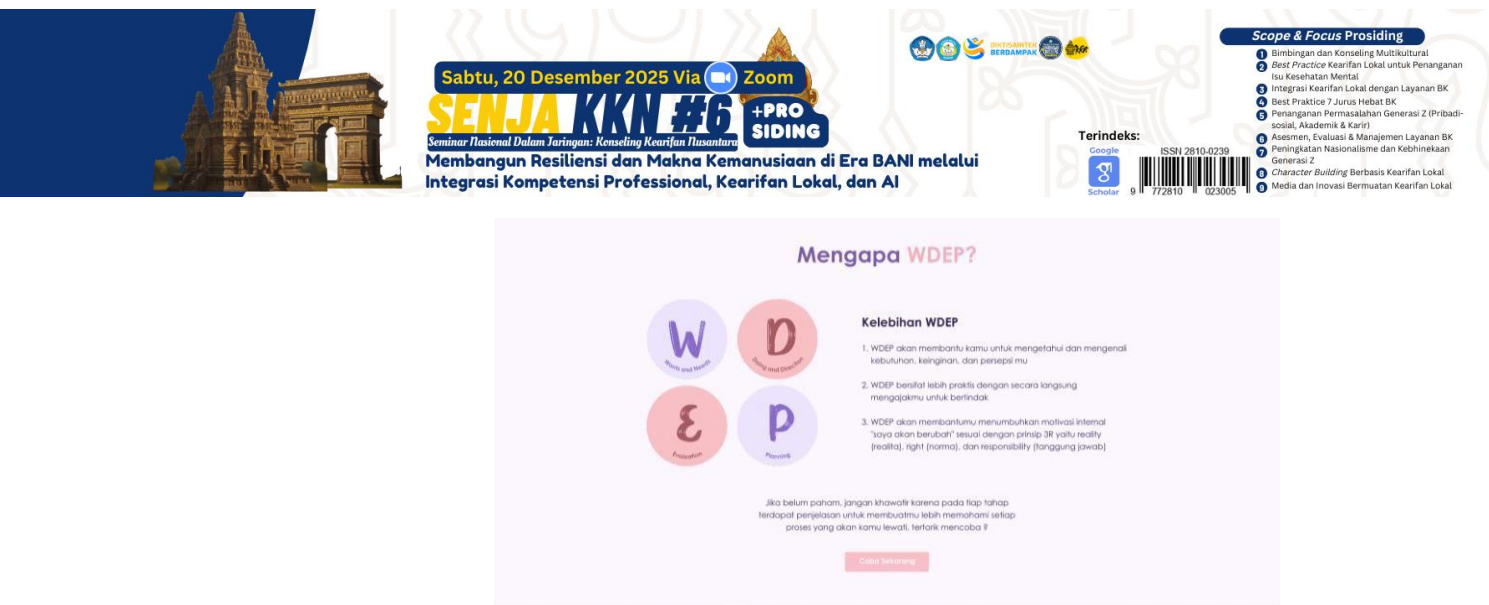 Sabtu, 20 Desember 2025 Via Zoom
SENJA KKN #6
+PRO
SIDING
Seminar Nasional Dalam Jaringan: Konseling Kearifan Nusantara
Membangun Resiliensi dan Makna Kemanusiaan di Era BANI melalui
Integrasi Kompetensi Professional, Kearifan Lokal, dan AI
DIKTISAINTEK
BERDAMPAK
Terindeks:
Google
Scholar
ISSN 2810-0239
9 772810 023005
Scope & Focus Prosiding
1 Bimbingan dan Konseling Multikultural
2 Best Practice Kearifan Lokal untuk Penanganan
Isu Kesehatan Mental
3 Integrasi Kearifan Lokal dengan Layanan BK
4 Best Praktice 7 Jurus Hebat BK
5 Penanganan Permasalahan Generasi Z (Pribadi-
sosial, Akademik & Karir)
6 Asesmen, Evaluasi & Manajemen Layanan BK
7 Peningkatan Nasionalisme dan Kebhinekaan
Generasi Z
8 Character Building Berbasis Kearifan Lokal
9 Media dan Inovasi Bermuatan Kearifan Lokal
Mengapa WDEP?
W
Wants and Needs
D
Doing and Direction
E
Evaluation
P
Planning
Kelebihan WDEP
1. WDEP akan membantu kamu untuk mengetahui dan mengenali
kebutuhan, keinginan, dan persepsi mu
2. WDEP bersifat lebih praktis dengan secara langsung
mengajakmu untuk bertindak
3. WDEP akan membantumu menumbuhkan motivasi internal
"saya akan berubah" sesuai dengan prinsip 3R yaitu reality
(realita), right (norma), dan responsibility (tanggung jawab)
Jika belum paham, jangan khawatir karena pada tiap tahap
terdapat penjelasan untuk membuatmu lebih memahami setiap
proses yang akan kamu lewati, tertarik mencoba ?
Coba Sekarang